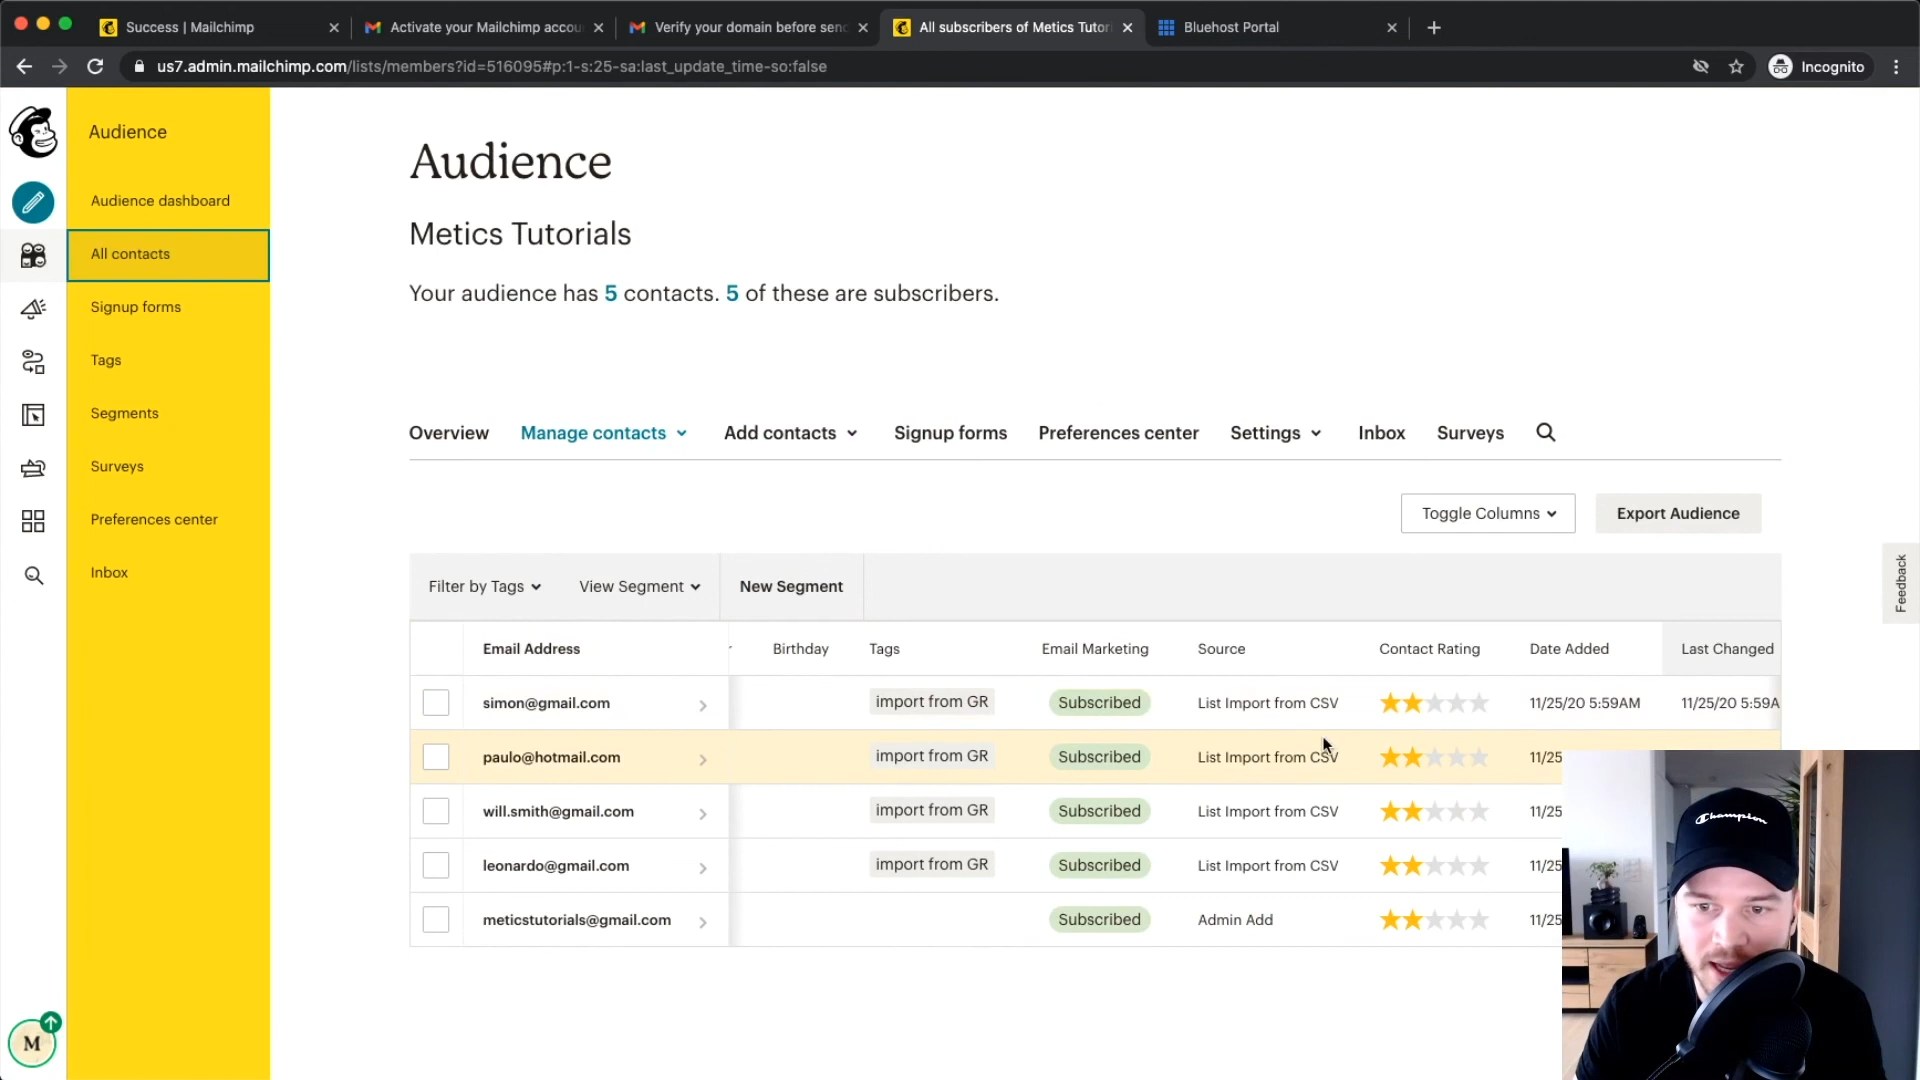 Success | Mailchimp
Activate your Mailchimp accou
Verify your domain before senc
All subscribers of Metics Tutori
Bluehost Portal
us7.admin.mailchimp.com/lists/members?id=516095#p:1-s:25-sa:last_update_time-so:false
Incognito
Audience
Audience dashboard
All contacts
Signup forms
Tags
Segments
Surveys
Preferences center
Inbox
M
Audience
Metics Tutorials
Your audience has 5 contacts. 5 of these are subscribers.
Overview Manage contacts Add contacts Signup forms Preferences center Settings Inbox Surveys
Toggle Columns Export Audience
Filter by Tags View Segment New Segment
Email Address Birthday Tags Email Marketing Source Contact Rating Date Added Last Changed
simon@gmail.com import from GR Subscribed List Import from CSV 11/25/20 5:59AM 11/25/20 5:59A
paulo@hotmail.com import from GR Subscribed List Import from CSV 11/25
will.smith@gmail.com import from GR Subscribed List Import from CSV 11/25
leonardo@gmail.com import from GR Subscribed List Import from CSV 11/25
meticstutorials@gmail.com Subscribed Admin Add 11/25
Feedback
Champion